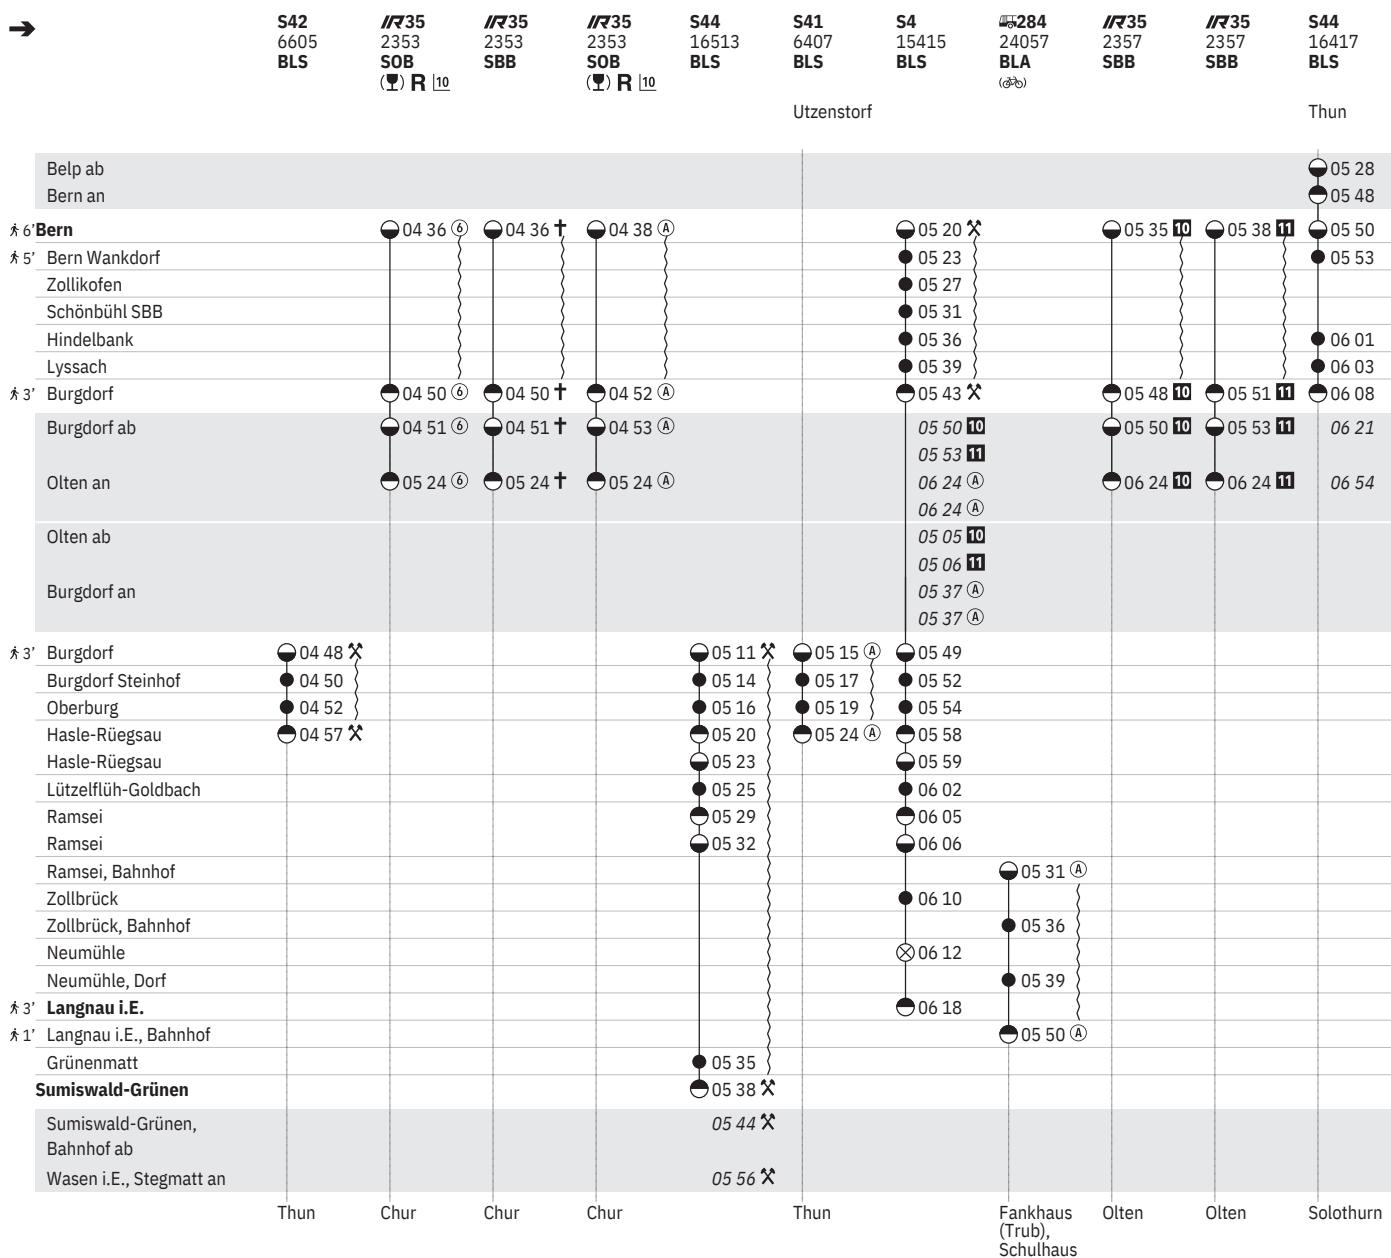 S42 IR35 IR35 IR35 S44 S41 S4 284 IR35 IR35 S44
6605 2353 2353 2353 16513 6407 15415 24057 2357 2357 16417
BLS SOB SBB SOB BLS BLS BLS BLA SBB SBB BLS
R 10 R 10
Utzenstorf Thun
Belp ab 05 28
Bern an 05 48
6' Bern 04 36 6 04 36 04 38 A 05 20 05 35 10 05 38 11 05 50
5' Bern Wankdorf 05 23 05 53
Zollikofen 05 27
Schönbühl SBB 05 31
Hindelbank 05 36 06 01
Lyssach 05 39 06 03
3' Burgdorf 04 50 6 04 50 04 52 A 05 43 05 48 10 05 51 11 06 08
Burgdorf ab 04 51 6 04 51 04 53 A 05 50 10 05 50 10 05 53 11 06 21
05 53 11
Olten an 05 24 6 05 24 05 24 A 06 24 A 06 24 10 06 24 11 06 54
06 24 A
Olten ab 05 05 10
05 06 11
Burgdorf an 05 37 A
05 37 A
3' Burgdorf 04 48 05 11 05 15 A 05 49
Burgdorf Steinhof 04 50 05 14 05 17 05 52
Oberburg 04 52 05 16 05 19 05 54
Hasle-Rüegsau 04 57 05 20 05 24 A 05 58
Hasle-Rüegsau 05 23 05 59
Lützelflüh-Goldbach 05 25 06 02
Ramsei 05 29 06 05
Ramsei 05 32 06 06
Ramsei, Bahnhof 05 31 A
Zollbrück 06 10
Zollbrück, Bahnhof 05 36
Neumühle 06 12
Neumühle, Dorf 05 39
3' Langnau i.E. 06 18
1' Langnau i.E., Bahnhof 05 50 A
Grünenmatt 05 35
Sumiswald-Grünen 05 38
Sumiswald-Grünen, 05 44
Bahnhof ab
Wasen i.E., Stegmatt an 05 56
Thun Chur Chur Chur Thun Fankhaus Olten Olten Solothurn
(Trub),
Schulhaus